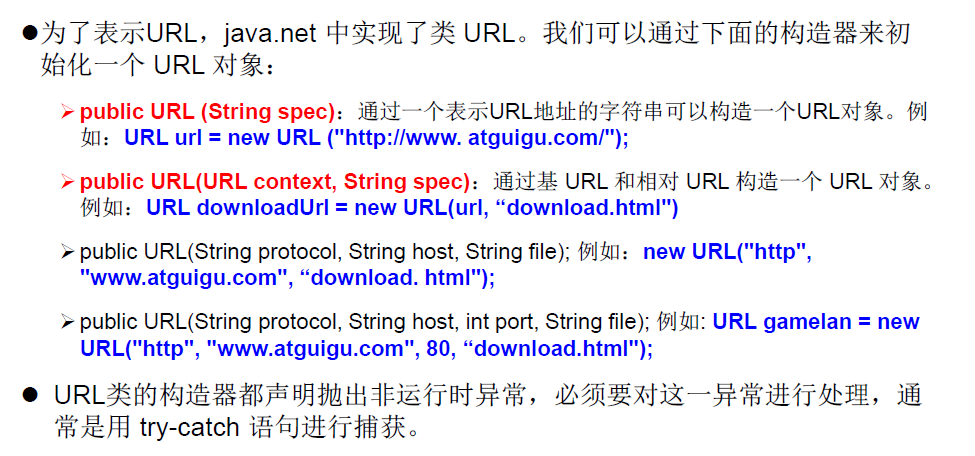 ●为了表示URL，java.net 中实现了类 URL。我们可以通过下面的构造器来初
始化一个 URL 对象：
➢public URL (String spec)：通过一个表示URL地址的字符串可以构造一个URL对象。例
如：URL url = new URL ("http://www. atguigu.com/");
➢public URL(URL context, String spec)：通过基 URL 和相对 URL 构造一个 URL 对象。
例如：URL downloadUrl = new URL(url, “download.html")
➢public URL(String protocol, String host, String file); 例如：new URL("http",
"www.atguigu.com", “download. html");
➢public URL(String protocol, String host, int port, String file); 例如: URL gamelan = new
URL("http", "www.atguigu.com", 80, “download.html");
● URL类的构造器都声明抛出非运行时异常，必须要对这一异常进行处理，通
常是用 try-catch 语句进行捕获。